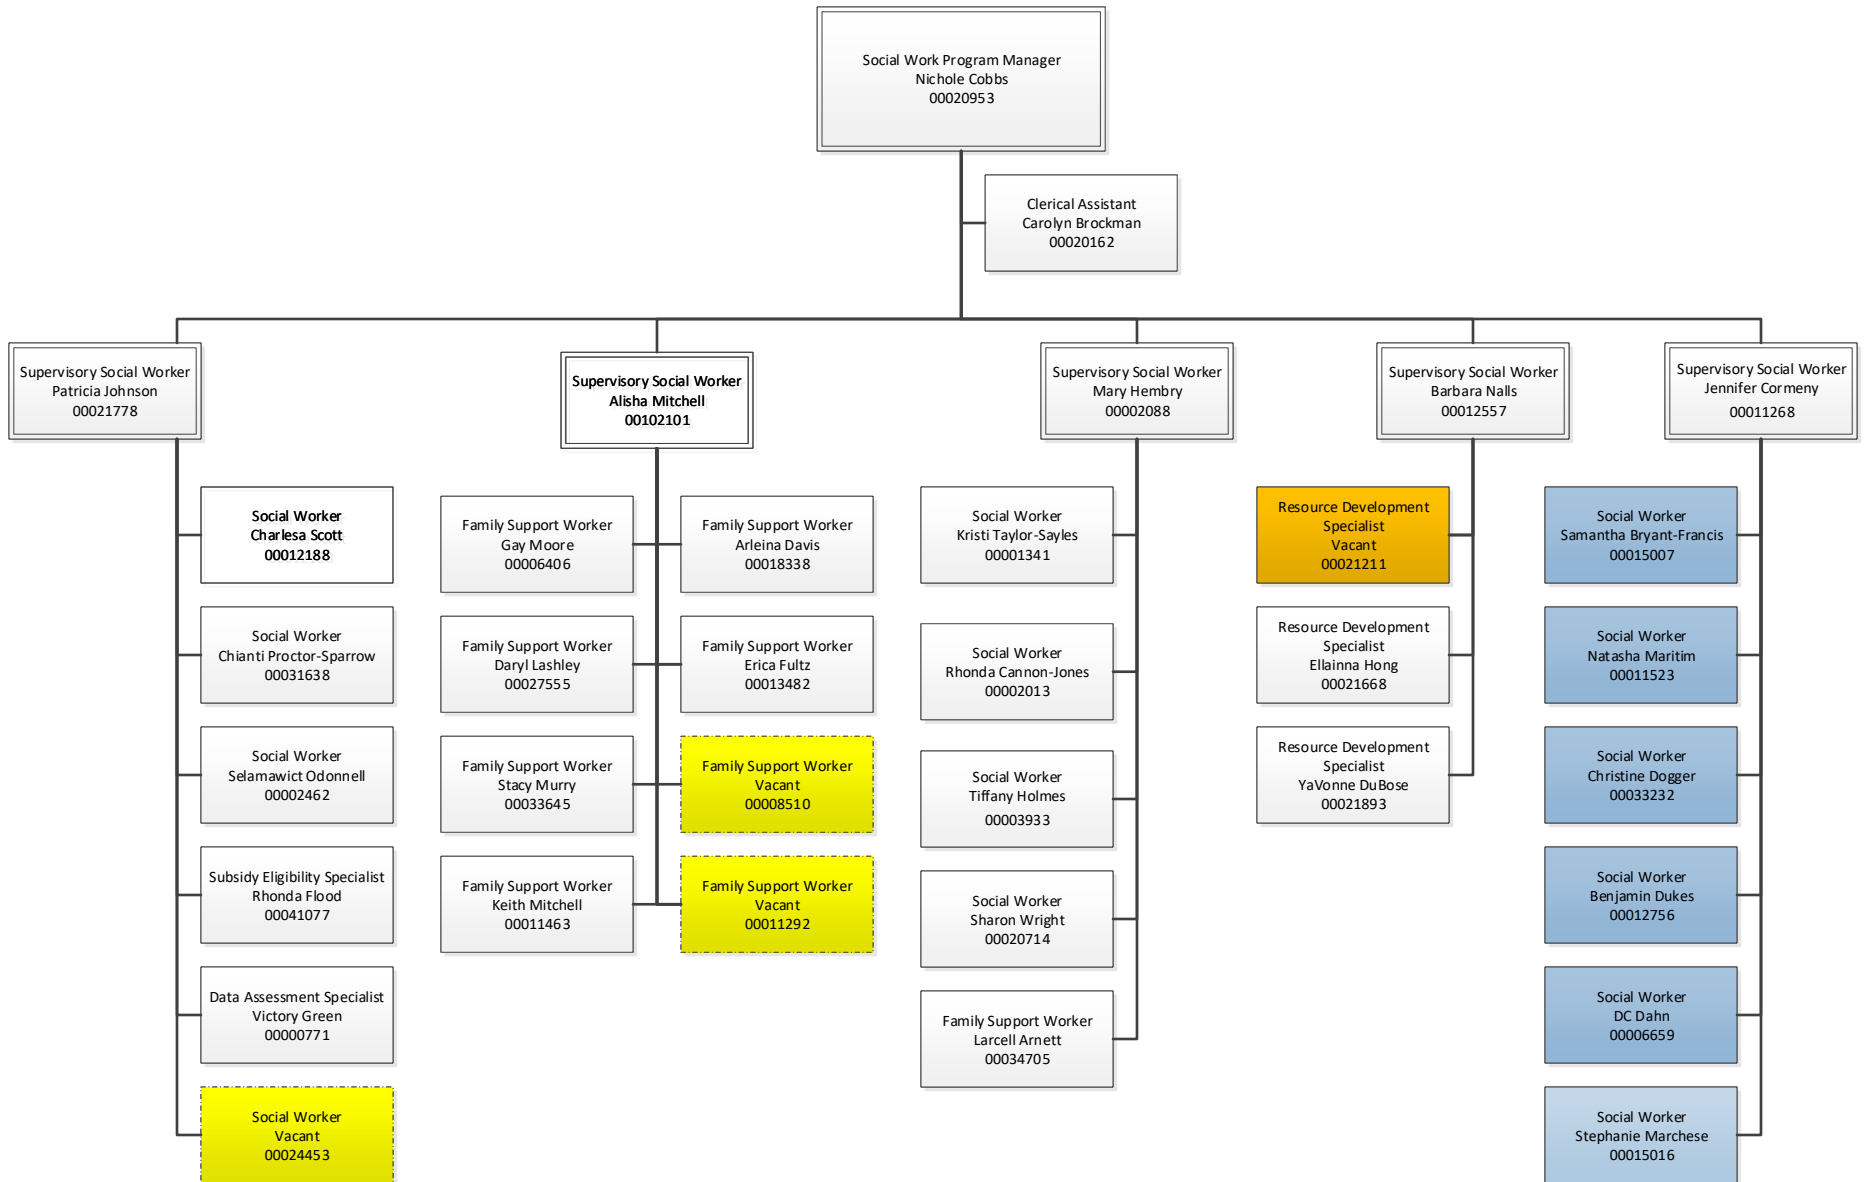 Social Work Program Manager
Nichole Cobbs
00020953
Clerical Assistant
Carolyn Brockman
00020162
Supervisory Social Worker
Patricia Johnson
00021778
Social Worker
Charlesa Scott
00012188
Social Worker
Chianti Proctor-Sparrow
00031638
Social Worker
Selamawict Odonnell
00002462
Subsidy Eligibility Specialist
Rhonda Flood
00041077
Data Assessment Specialist
Victory Green
00000771
Social Worker
Vacant
00024453
Supervisory Social Worker
Alisha Mitchell
00102101
Family Support Worker
Gay Moore
00006406
Family Support Worker
Arleina Davis
00018338
Family Support Worker
Daryl Lashley
00027555
Family Support Worker
Erica Fultz
00013482
Family Support Worker
Stacy Murry
00033645
Family Support Worker
Vacant
00008510
Family Support Worker
Keith Mitchell
00011463
Family Support Worker
Vacant
00011292
Supervisory Social Worker
Mary Hembry
00002088
Social Worker
Kristi Taylor-Sayles
00001341
Social Worker
Rhonda Cannon-Jones
00002013
Social Worker
Tiffany Holmes
00003933
Social Worker
Sharon Wright
00020714
Family Support Worker
Larcell Arnett
00034705
Supervisory Social Worker
Barbara Nalls
00012557
Resource Development
Specialist
Vacant
00021211
Resource Development
Specialist
Ellainna Hong
00021668
Resource Development
Specialist
YaVonne DuBose
00021893
Supervisory Social Worker
Jennifer Cormeny
00011268
Social Worker
Samantha Bryant-Francis
00015007
Social Worker
Natasha Maritim
00011523
Social Worker
Christine Dogger
00033232
Social Worker
Benjamin Dukes
00012756
Social Worker
DC Dahn
00006659
Social Worker
Stephanie Marchese
00015016